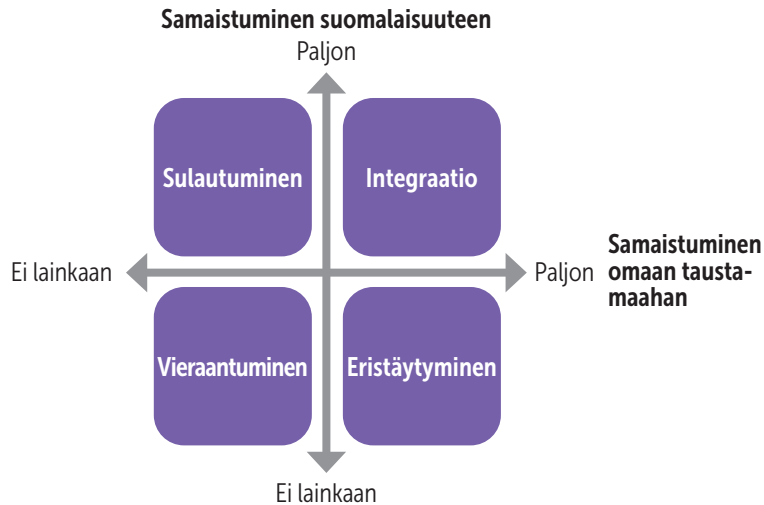 Samaistuminen suomalaisuuteen
Paljon
Sulautuminen
Integraatio
Ei lainkaan
Paljon
Samaistuminen
omaan tausta-
maahan
Vieraantuminen
Eristäytyminen
Ei lainkaan